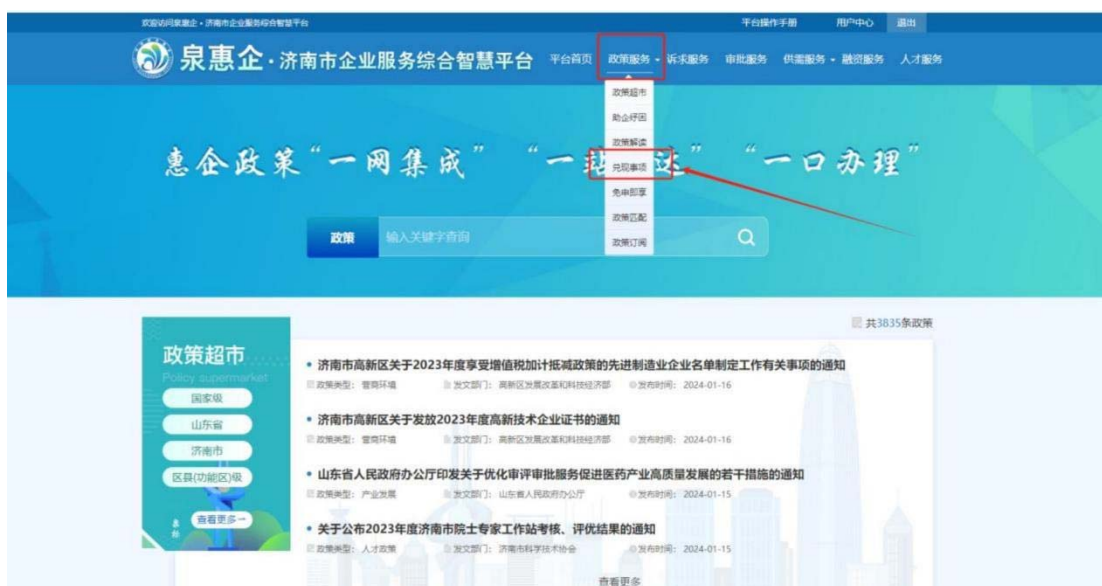 欢迎访问泉惠企·济南市企业服务综合智慧平台 平台操作手册 用户中心 退出
泉惠企·济南市企业服务综合智慧平台 平台首页 政策服务 诉求服务 审批服务 供需服务 融资服务 人才服务
政策超市
助企纾困
政策解读
兑现事项
免申即享
政策匹配
政策订阅
惠企政策“一网集成” “一 达” “一口办理”
政策 输入关键字查询
共3835条政策
政策超市
Policy supermarket
国家级
山东省
济南市
区县(功能区)级
查看更多
济南市高新区关于2023年度享受增值税加计抵减政策的先进制造业企业名单制定工作有关事项的通知
政策类型: 营商环境 发文部门: 高新区发展改革和科技经济部 发布时间: 2024-01-16
济南市高新区关于发放2023年度高新技术企业证书的通知
政策类型: 营商环境 发文部门: 高新区发展改革和科技经济部 发布时间: 2024-01-16
山东省人民政府办公厅印发关于优化审评审批服务促进医药产业高质量发展的若干措施的通知
政策类型: 产业发展 发文部门: 山东省人民政府办公厅 发布时间: 2024-01-15
关于公布2023年度济南市院士专家工作站考核、评优结果的通知
政策类型: 人才政策 发文部门: 济南市科学技术协会 发布时间: 2024-01-15
查看更多